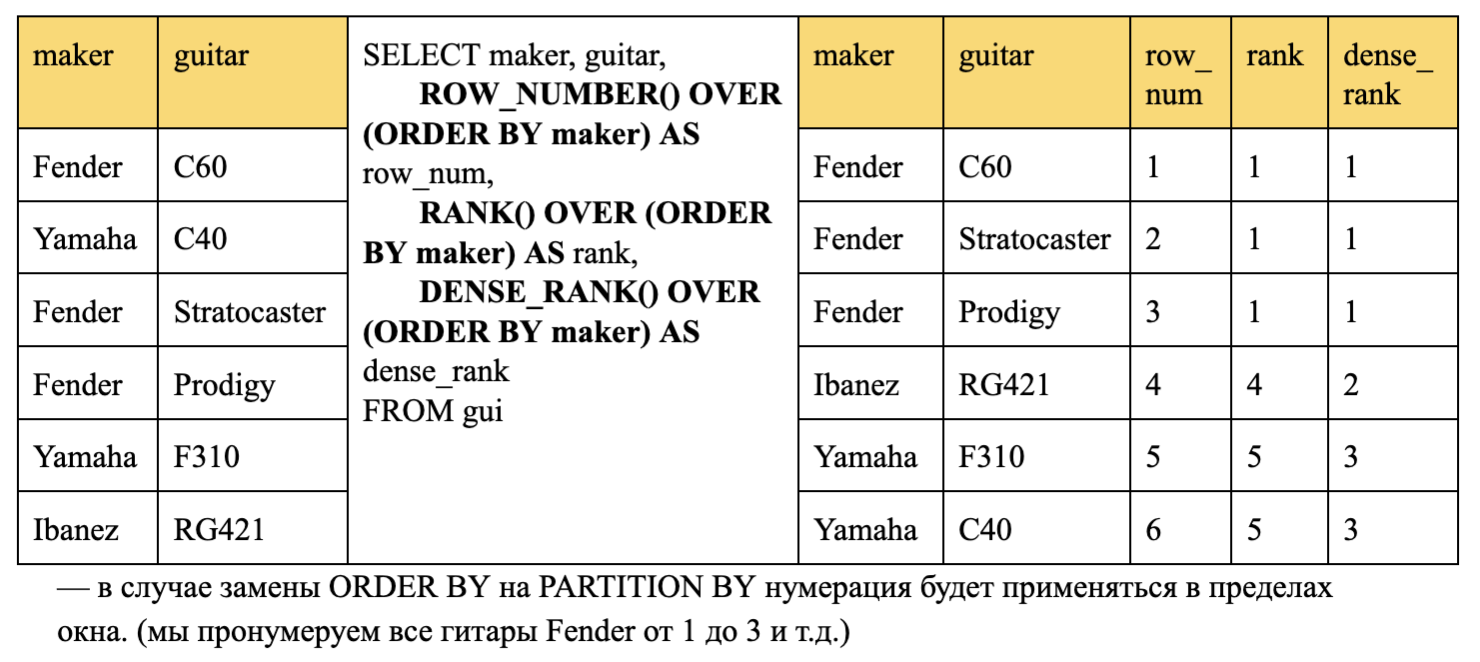 maker guitar
Fender C60
Yamaha C40
Fender Stratocaster
Fender Prodigy
Yamaha F310
Ibanez RG421
SELECT maker, guitar,
ROW_NUMBER() OVER
(ORDER BY maker) AS
row_num,
RANK() OVER (ORDER
BY maker) AS rank,
DENSE_RANK() OVER
(ORDER BY maker) AS
dense_rank
FROM gui
maker guitar row_ rank dense_
num rank
Fender C60 1 1 1
Fender Stratocaster 2 1 1
Fender Prodigy 3 1 1
Ibanez RG421 4 4 2
Yamaha F310 5 5 3
Yamaha C40 6 5 3
— в случае замены ORDER BY на PARTITION BY нумерация будет применяться в пределах
окна. (мы пронумеруем все гитары Fender от 1 до 3 и т.д.)